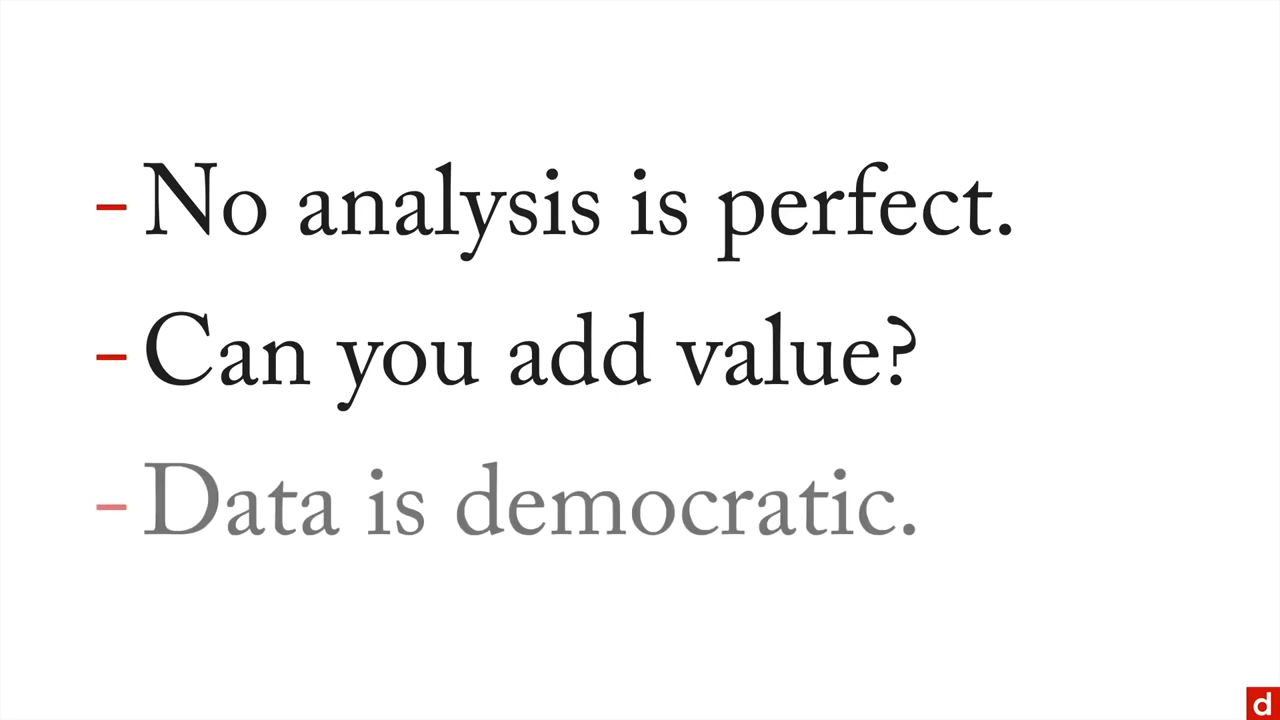 - No analysis is perfect.
- Can you add value?
- Data is democratic.
d